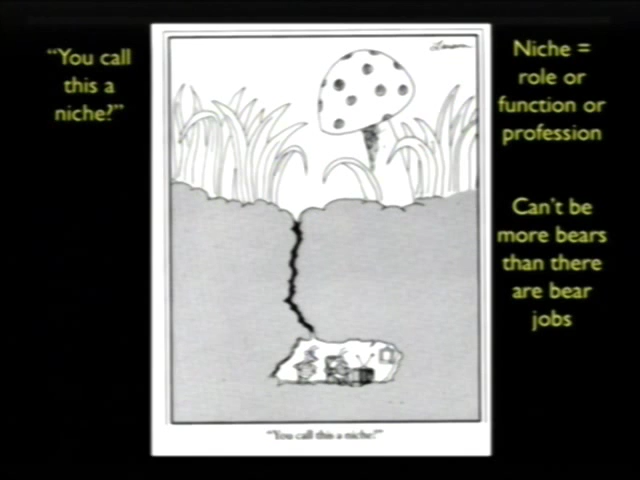 “You call
this a
niche?”
Larson
Niche =
role or
function or
profession
Can't be
more bears
than there
are bear
jobs
“You call this a niche?”